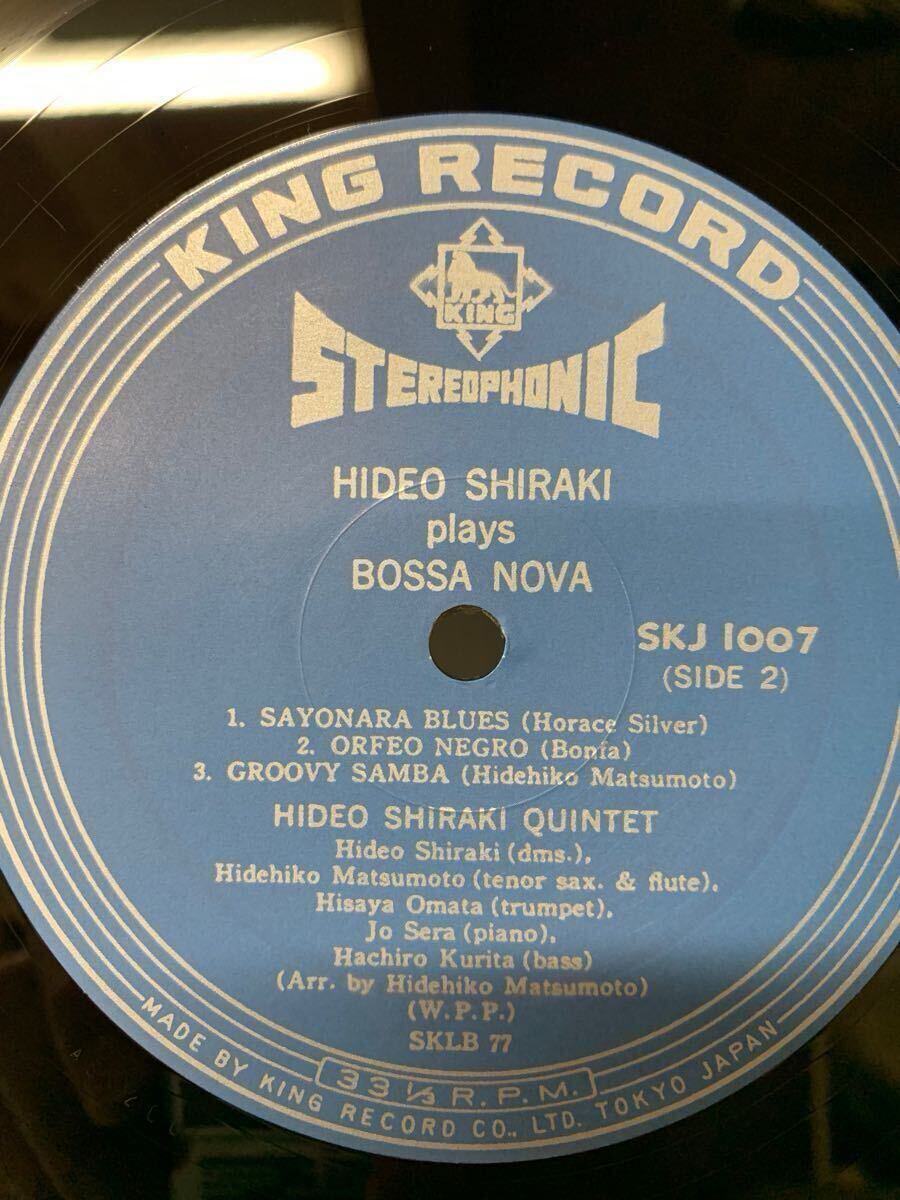 KING RECORD
KING
STEREOPHONIC
HIDEO SHIRAKI
plays
BOSSA NOVA
SKJ 1007
(SIDE 2)
1. SAYONARA BLUES (Horace Silver)
2. ORFEO NEGRO (Bonfa)
3. GROOVY SAMBA (Hidehiko Matsumoto)
HIDEO SHIRAKI QUINTET
Hideo Shiraki (dms.),
Hidehiko Matsumoto (tenor sax. & flute),
Hisaya Omata (trumpet),
Jo Sera (piano),
Hachiro Kurita (bass)
(Arr. by Hidehiko Matsumoto)
(W.P.P.)
SKLB 77
33 1/3 R.P.M.
MADE BY KING RECORD CO., LTD. TOKYO JAPAN